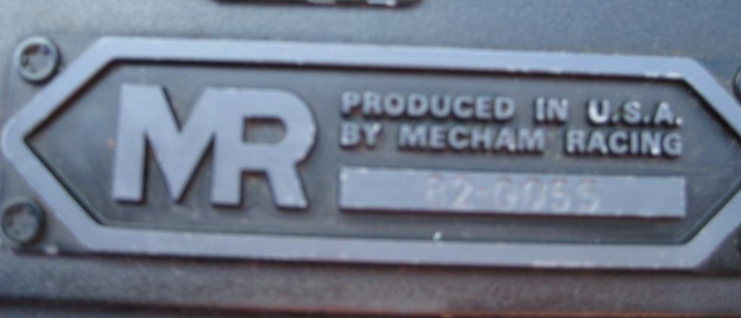 MR
PRODUCED IN U.S.A.
BY MECHAM RACING